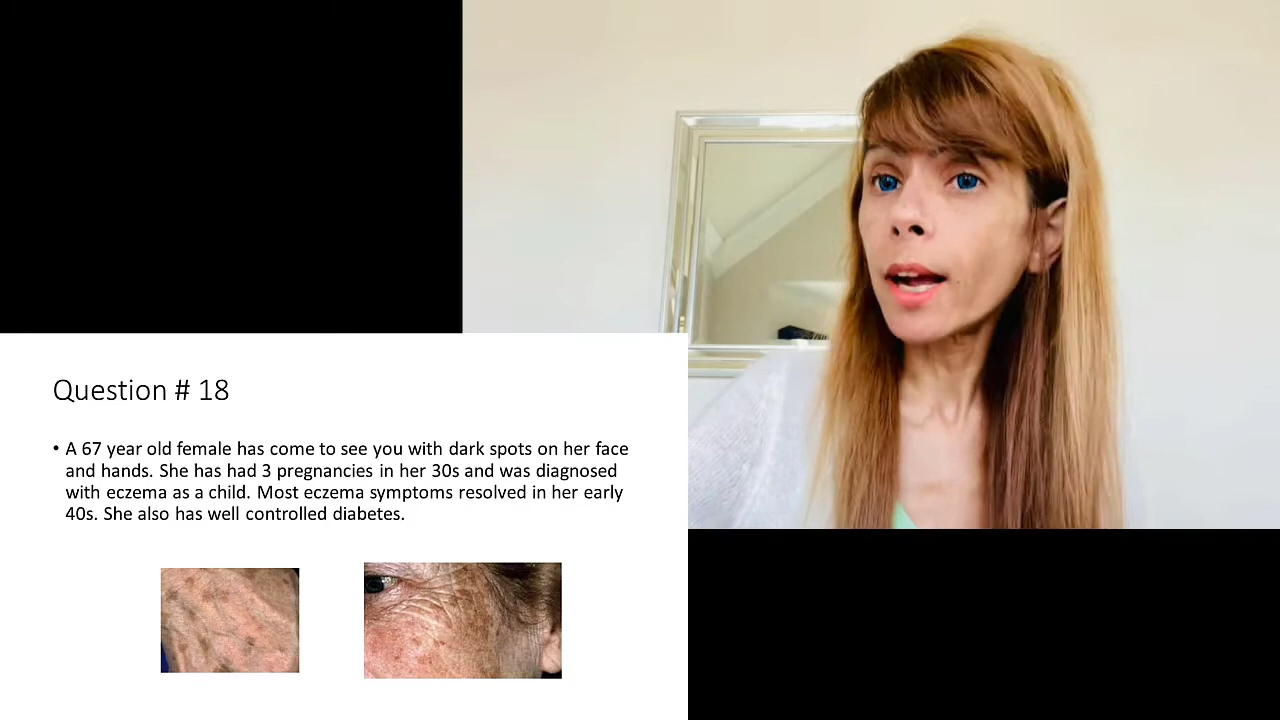 Question # 18
• A 67 year old female has come to see you with dark spots on her face
and hands. She has had 3 pregnancies in her 30s and was diagnosed
with eczema as a child. Most eczema symptoms resolved in her early
40s. She also has well controlled diabetes.